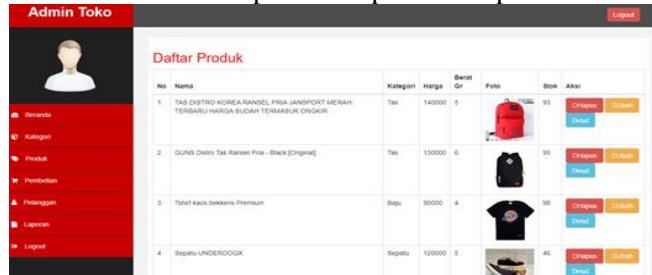 Admin Toko
Logout
Daftar Produk
No Nama Kategori Harga Berat Gr Foto Stok Aksi
1 TAS DISTRO KOREA RANSEL PRIA JANSPORT MERAH TERBARU HARGA SUDAH TERMASUK ONGKIR Tas 140000 5 93 Hapus Ubah
Detail
2 GUNS Distro Tas Ransel Pria - Black [Original] Tas 130000 6 95 Hapus Ubah
Detail
3 Tshirt kaos bekkens Premium Baju 95000 4 98 Hapus Ubah
Detail
4 Sepatu UNDERDOGX Sepatu 120000 5 46 Hapus Ubah
Detail
Beranda
Kategori
Produk
Pembelian
Pelanggan
Laporan
Logout